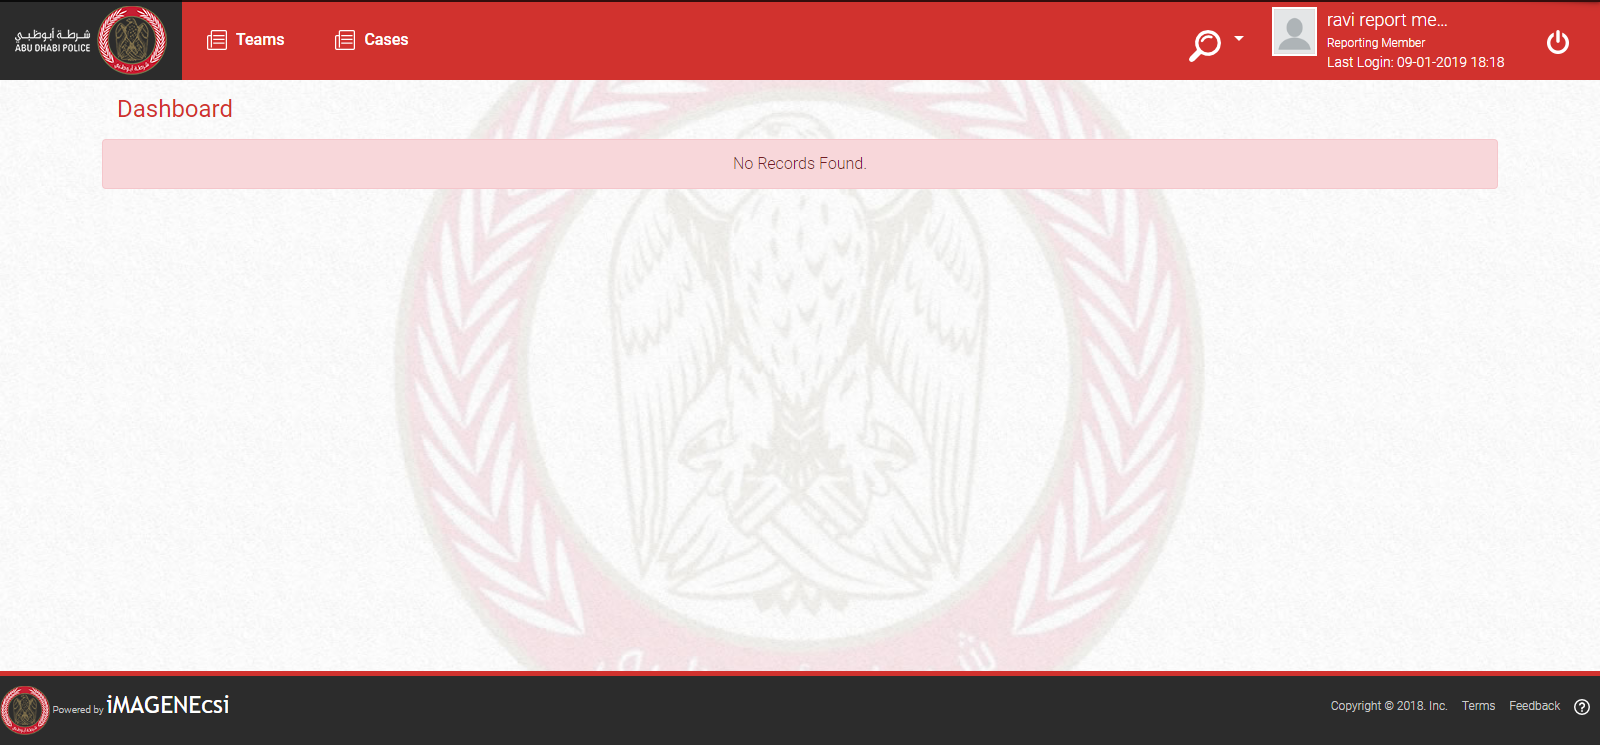 شرطة أبوظبي
ABU DHABI POLICE
Teams
Cases
ravi report me...
Reporting Member
Last Login: 09-01-2019 18:18
Dashboard
No Records Found.
Powered by iMAGENEcsi
Copyright © 2018. Inc. Terms Feedback